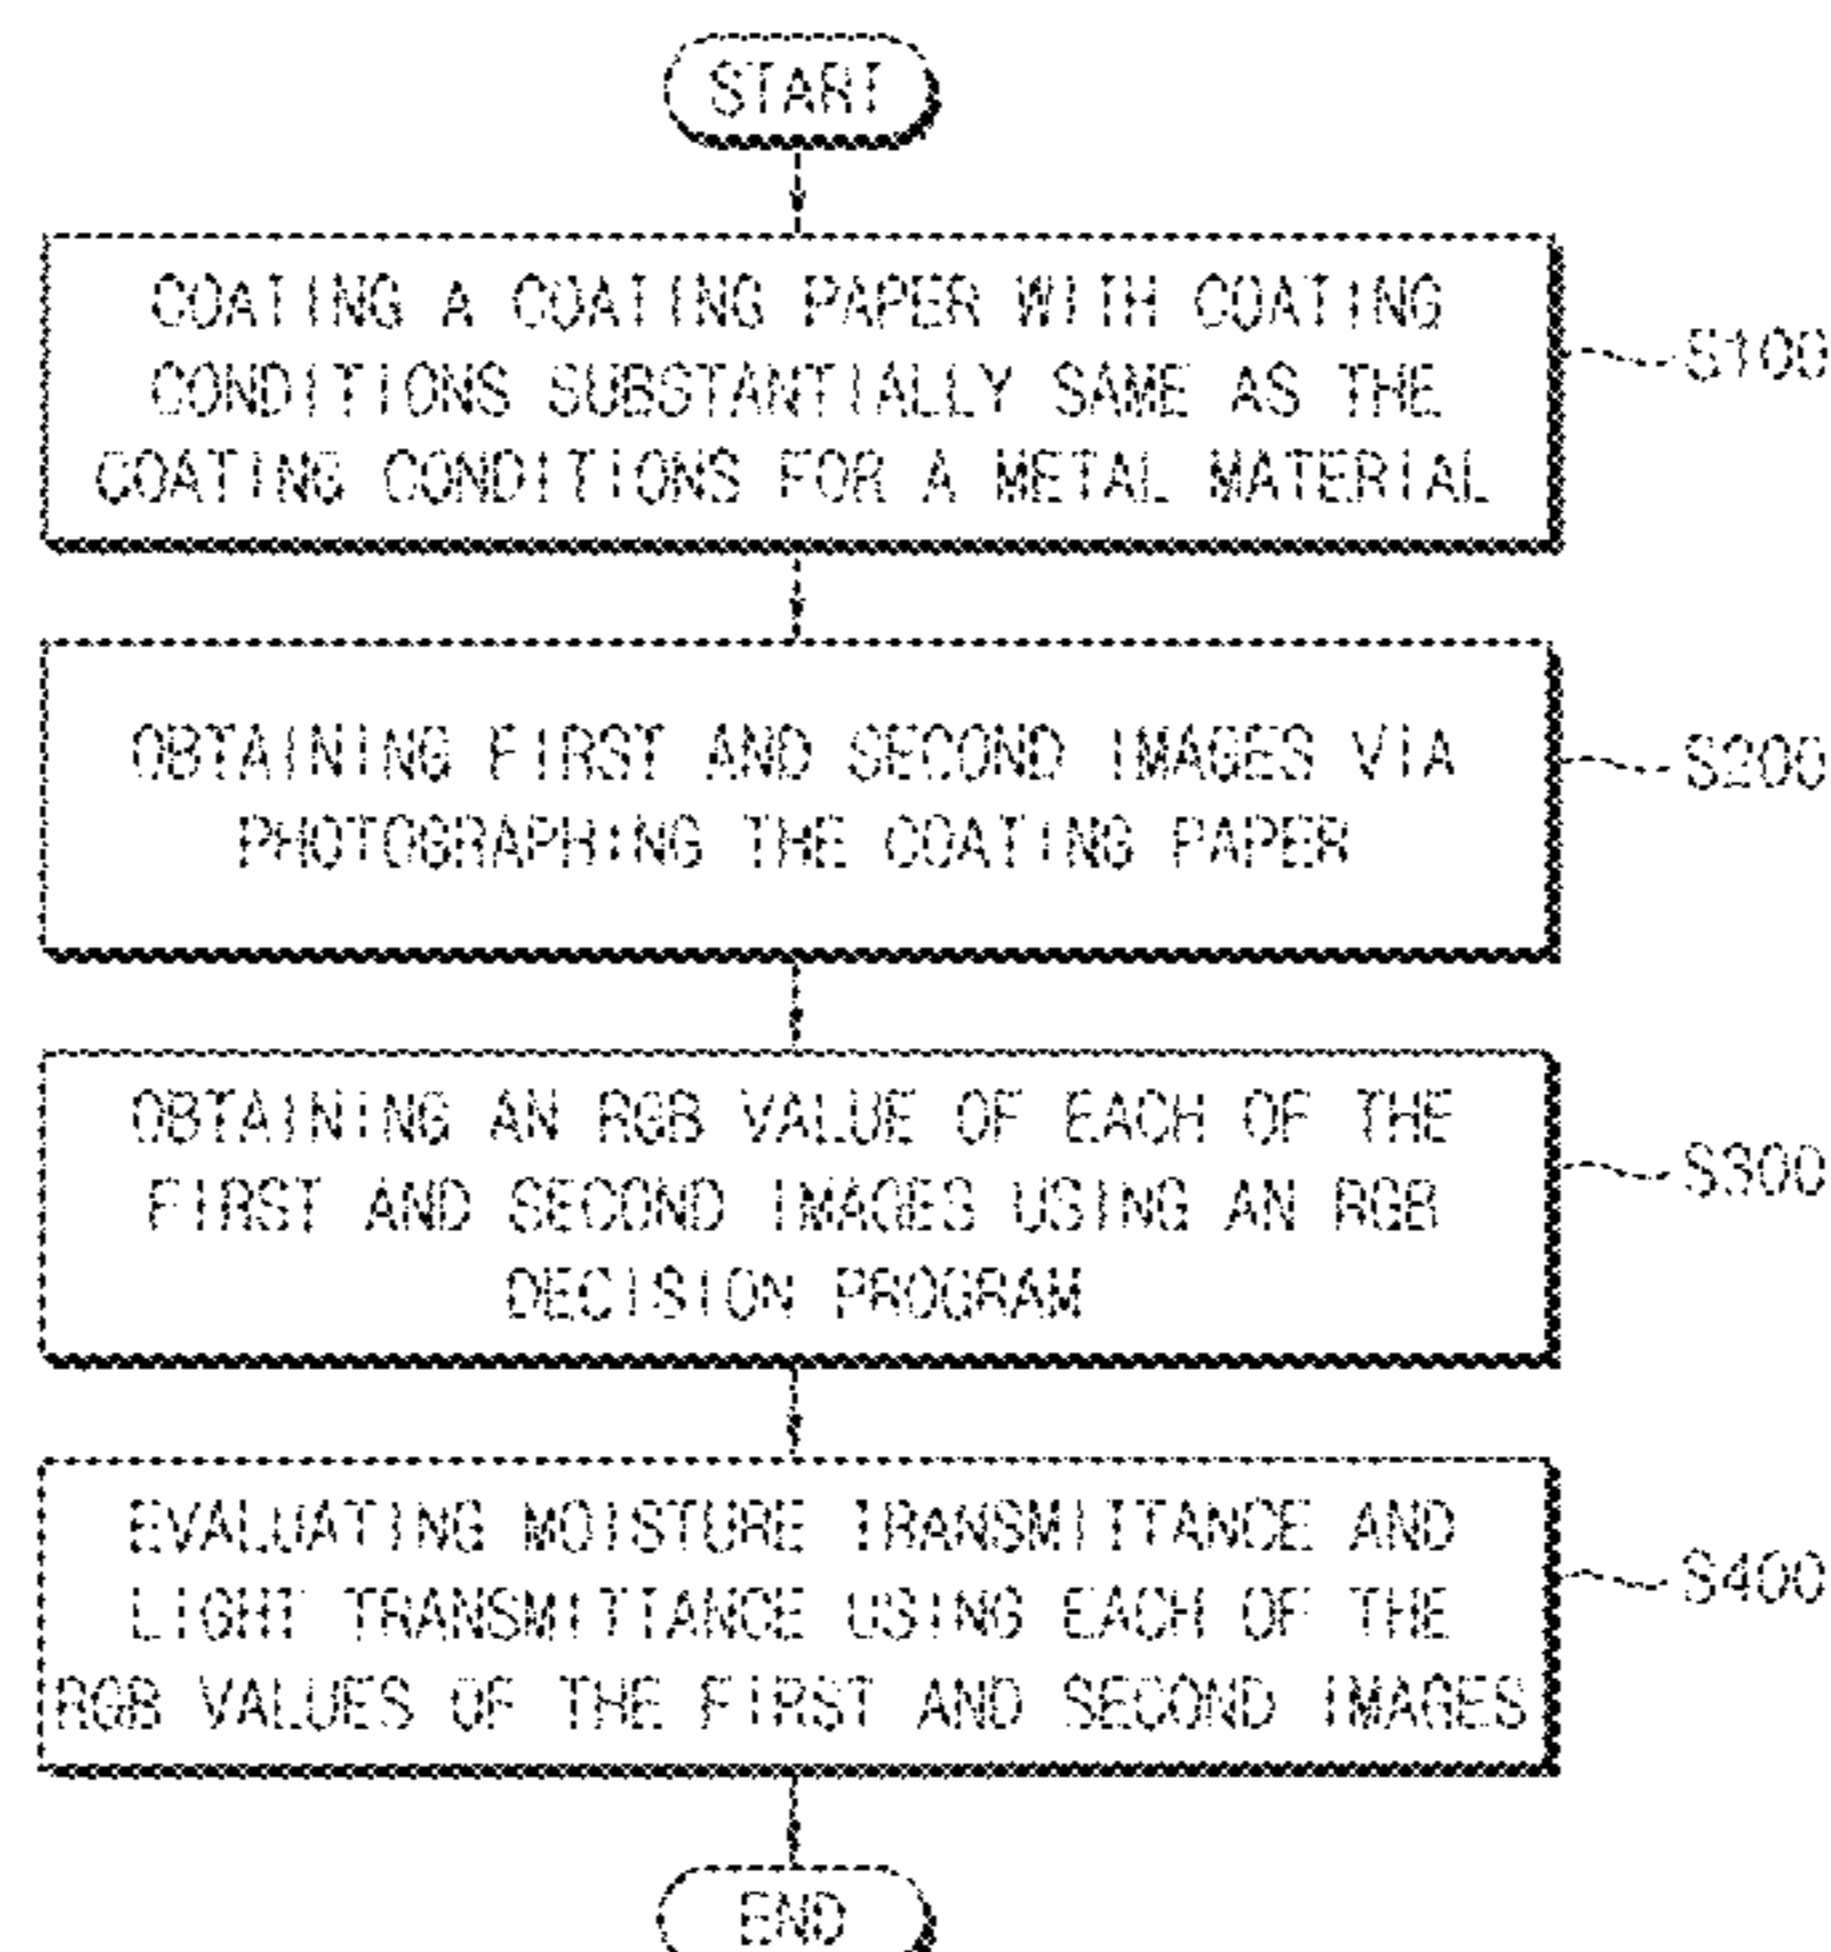 START
COATING A COATING PAPER WITH COATING
CONDITIONS SUBSTANTIALLY SAME AS THE
COATING CONDITIONS FOR A METAL MATERIAL
S100
OBTAINING FIRST AND SECOND IMAGES VIA
PHOTOGRAPHING THE COATING PAPER
S200
OBTAINING AN RGB VALUE OF EACH OF THE
FIRST AND SECOND IMAGES USING AN RGB
DECISION PROGRAM
S300
EVALUATING MOISTURE TRANSMITTANCE AND
LIGHT TRANSMITTANCE USING EACH OF THE
RGB VALUES OF THE FIRST AND SECOND IMAGES
S400
END